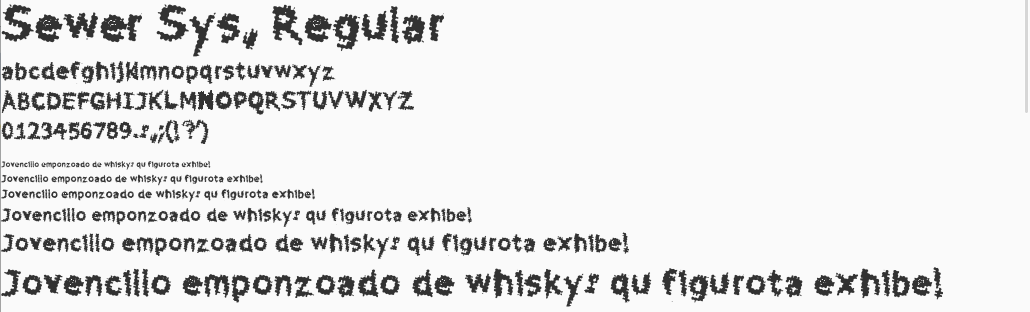 Sewer Sys, Regular
abcdefghijklmnopqrstuvwxyz
ABCDEFGHIJKLMNOPQRSTUVWXYZ
0123456789.:,;(!?')
Jovencillo emponzoado de whisky: qu figurota exhibe!
Jovencillo emponzoado de whisky: qu figurota exhibe!
Jovencillo emponzoado de whisky: qu figurota exhibe!
Jovencillo emponzoado de whisky: qu figurota exhibe!
Jovencillo emponzoado de whisky: qu figurota exhibe!
Jovencillo emponzoado de whisky: qu figurota exhibe!